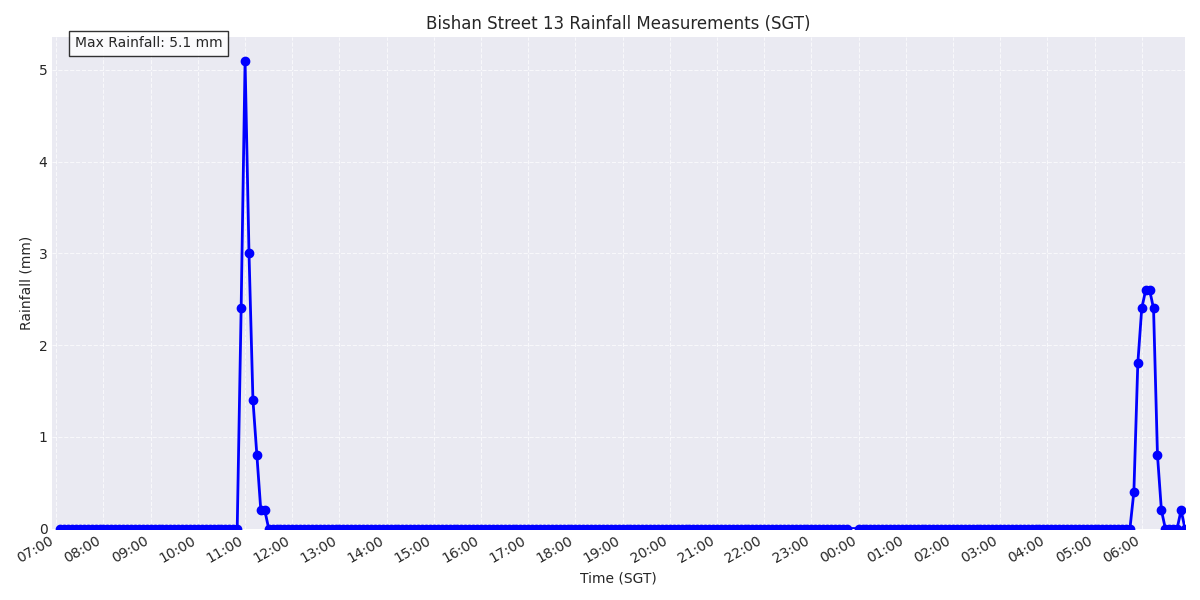 Bishan Street 13 Rainfall Measurements (SGT)
Max Rainfall: 5.1 mm
Rainfall (mm)
5
4
3
2
1
0
07:00 08:00 09:00 10:00 11:00 12:00 13:00 14:00 15:00 16:00 17:00 18:00 19:00 20:00 21:00 22:00 23:00 00:00 01:00 02:00 03:00 04:00 05:00 06:00
Time (SGT)